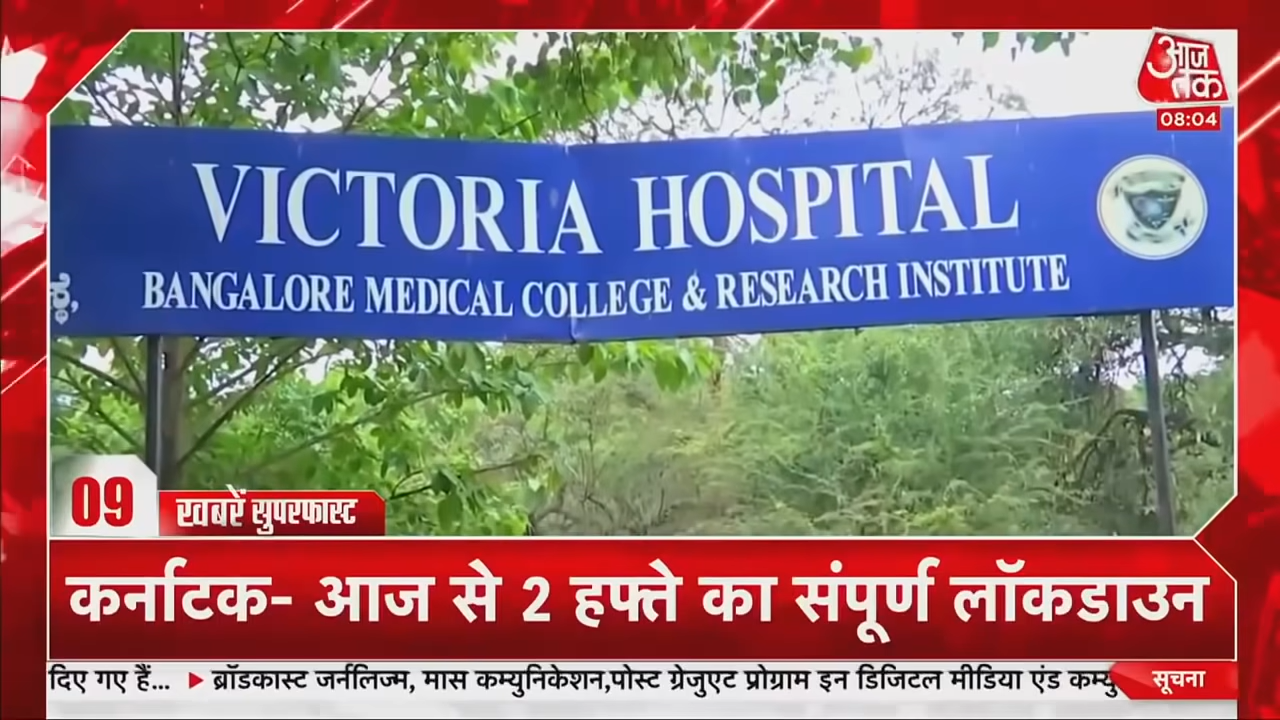 आज
तक
08:04
VICTORIA HOSPITAL
BANGALORE MEDICAL COLLEGE & RESEARCH INSTITUTE
09
खबरें सुपरफास्ट
कर्नाटक- आज से 2 हफ्ते का संपूर्ण लॉकडाउन
दिए गए हैं... ▶ ब्रॉडकास्ट जर्नलिज्म, मास कम्युनिकेशन,पोस्ट ग्रेजुएट प्रोग्राम इन डिजिटल मीडिया एंड कम्यु
सूचना